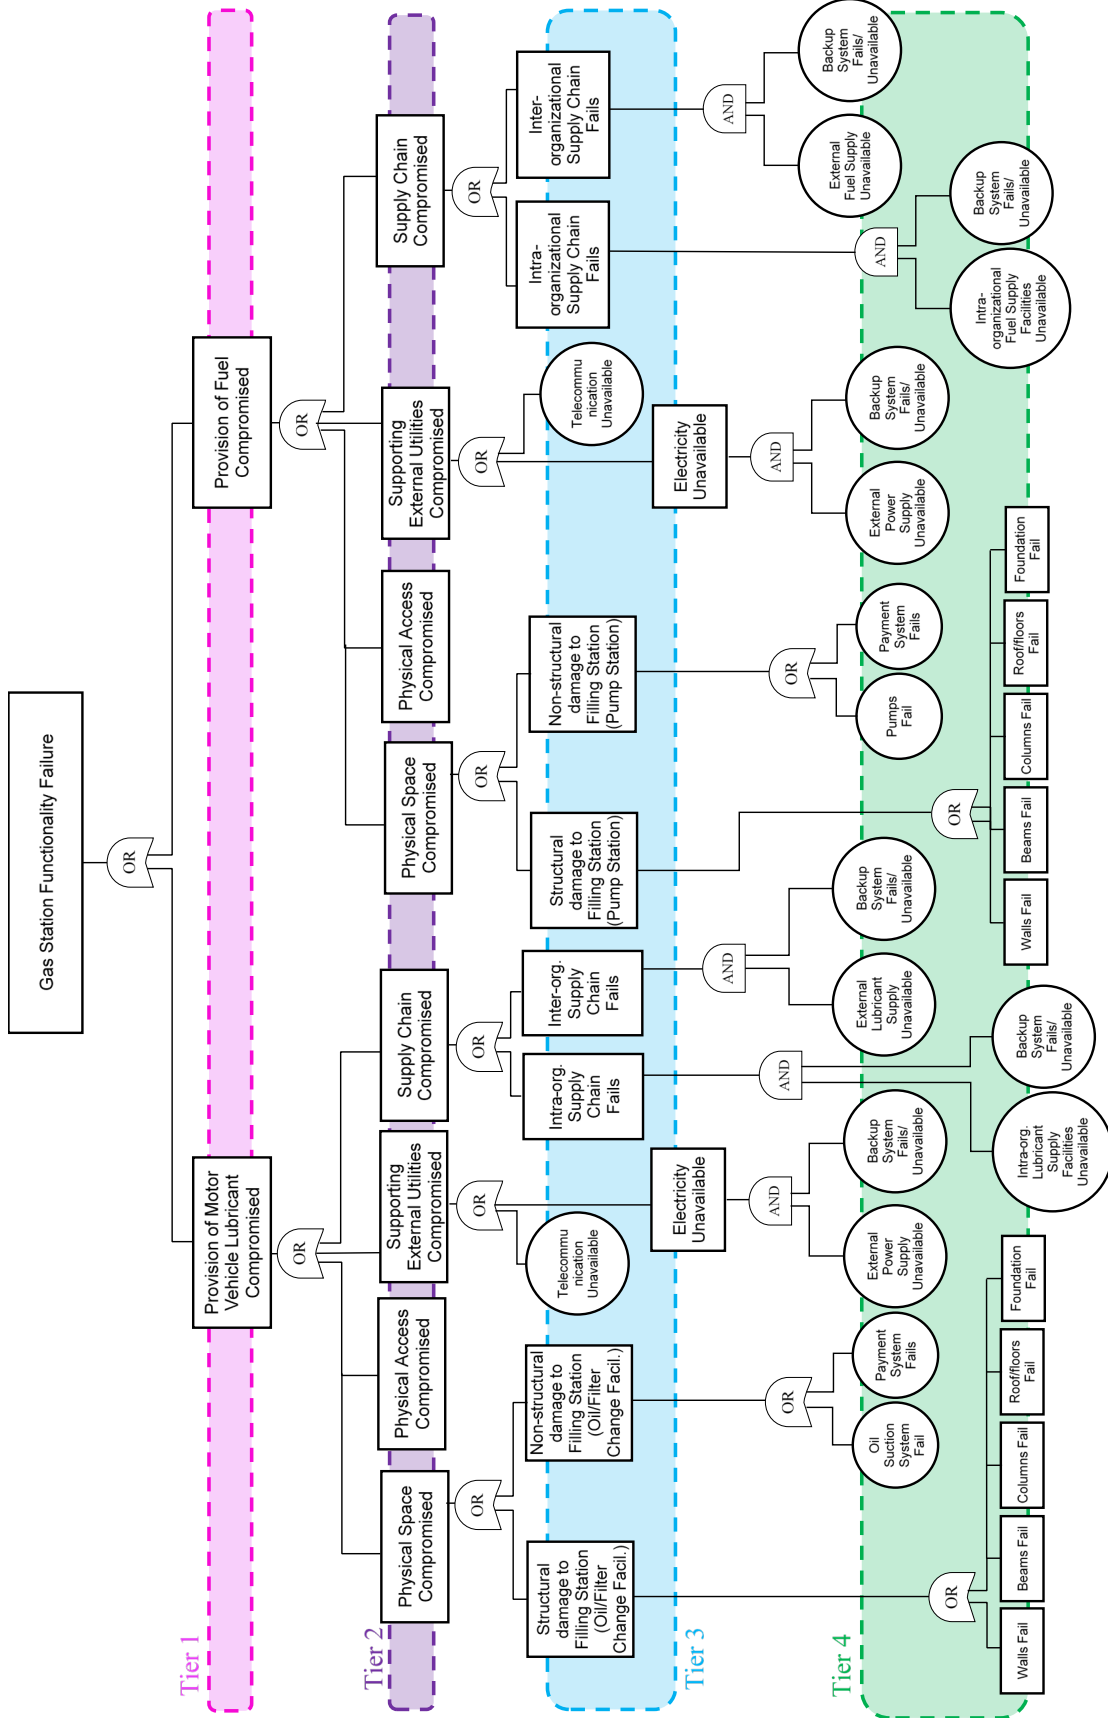 Gas Station Functionality Failure
OR
Tier 1
Provision of Motor
Vehicle Lubricant
Compromised
Provision of Fuel
Compromised
OR
OR
Tier 2
Physical Space
Compromised
Physical Access
Compromised
Supporting
External Utilities
Compromised
Supply Chain
Compromised
Physical Space
Compromised
Physical Access
Compromised
Supporting
External Utilities
Compromised
Supply Chain
Compromised
OR
OR
OR
OR
OR
OR
Tier 3
Structural
damage to
Filling Station
(Oil/Filter
Change Facil.)
Non-structural
damage to
Filling Station
(Oil/Filter
Change Facil.)
Telecommu
nication
Unavailable
Electricity
Unavailable
Intra-org.
Supply
Chain
Fails
Inter-org.
Supply
Chain
Fails
Structural
damage to
Filling Station
(Pump Station)
Non-structural
damage to
Filling Station
(Pump Station)
Electricity
Unavailable
Telecommu
nication
Unavailable
Intra-
organizational
Supply Chain
Fails
Inter-
organizational
Supply Chain
Fails
OR
OR
AND
AND
AND
OR
OR
AND
AND
AND
Tier 4
Oil
Suction
System
Fail
Payment
System
Fails
External
Power
Supply
Unavailable
Backup
System
Fails/
Unavailable
External
Lubricant
Supply
Unavailable
Backup
System
Fails/
Unavailable
Pumps
Fail
Payment
System
Fails
External
Power
Supply
Unavailable
Backup
System
Fails/
Unavailable
External
Fuel Supply
Unavailable
Backup
System
Fails/
Unavailable
Walls Fail
Beams Fail
Columns Fail
Roof/floors
Fail
Foundation
Fail
Intra-org.
Lubricant
Supply
Facilities
Unavailable
Backup
System
Fails/
Unavailable
Walls Fail
Beams Fail
Columns Fail
Roof/floors
Fail
Foundation
Fail
Intra-
organizational
Fuel Supply
Facilities
Unavailable
Backup
System
Fails/
Unavailable